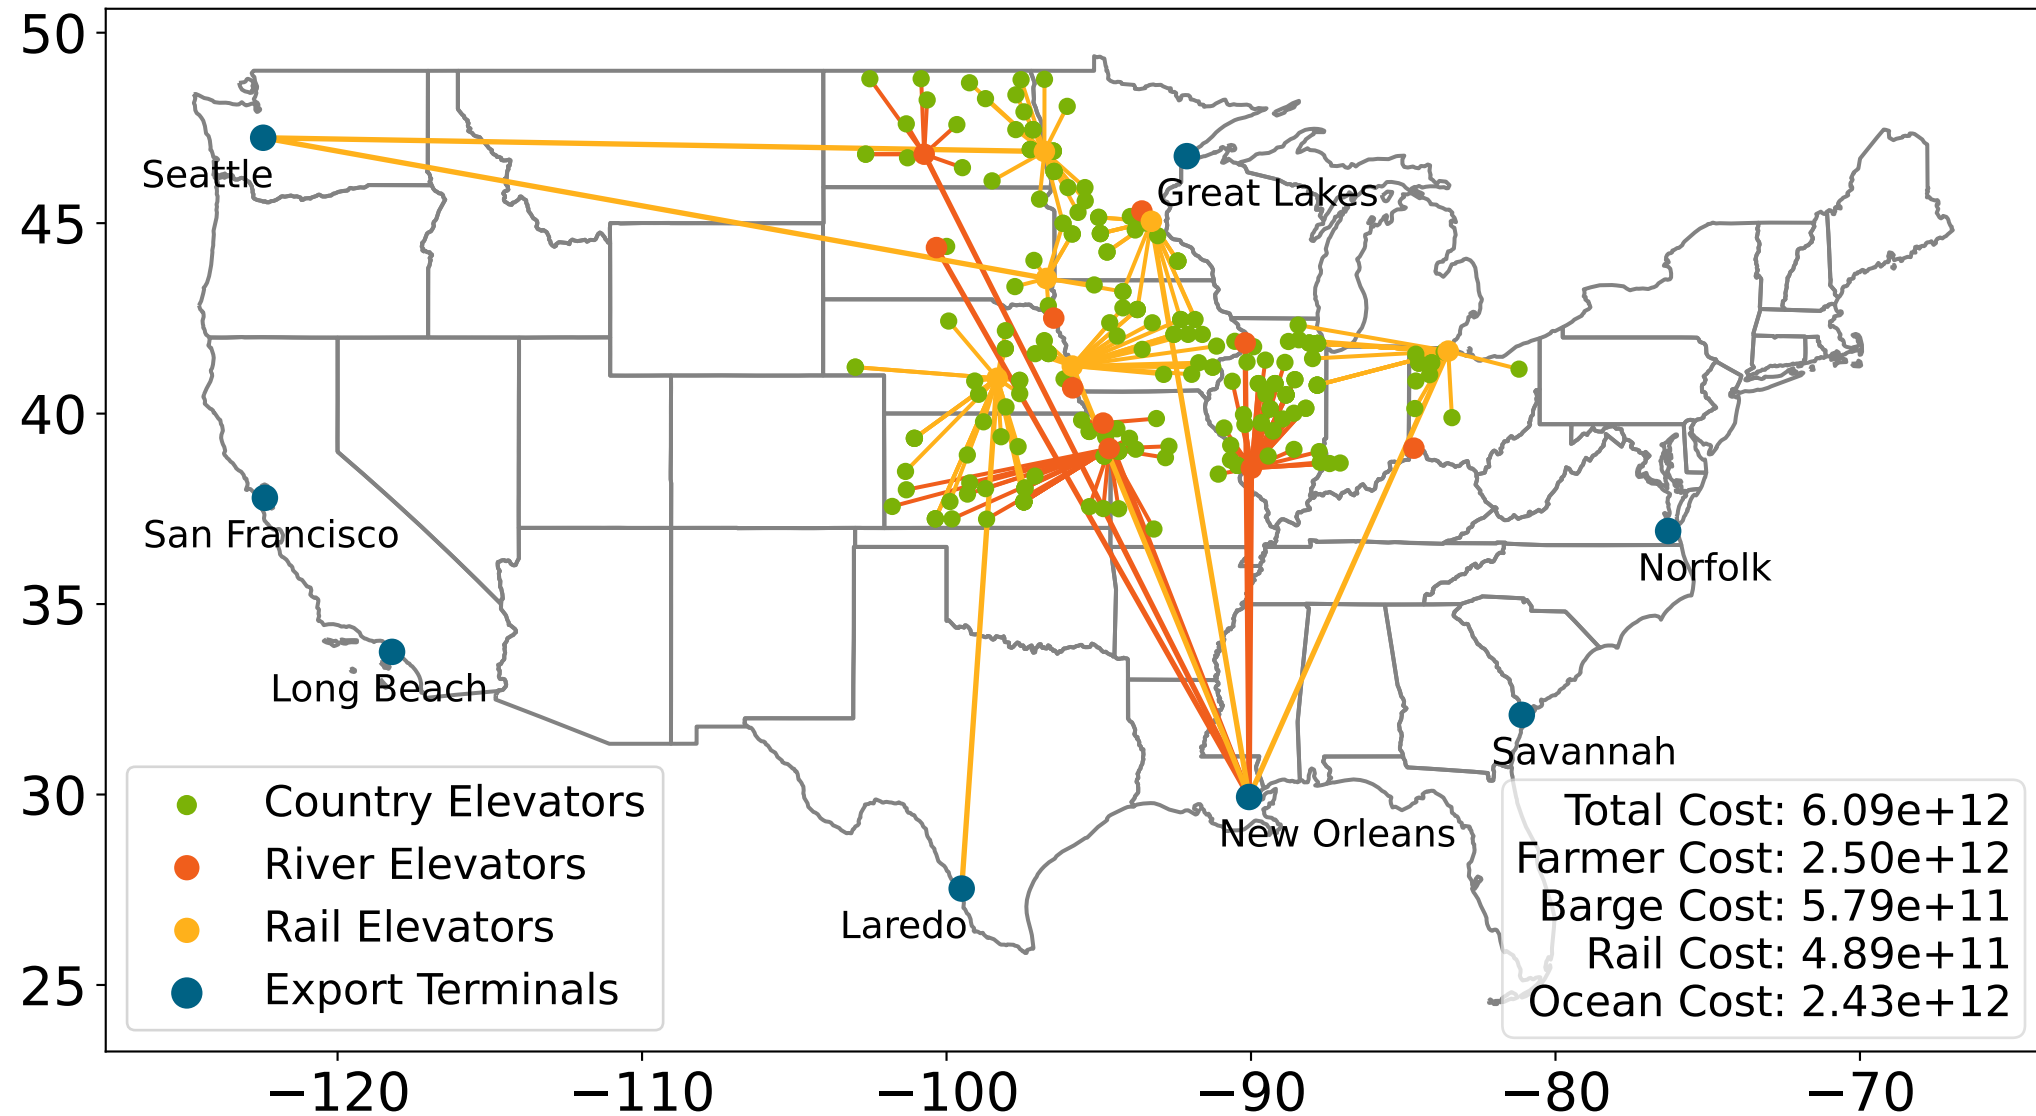 50
45
40
35
30
25
−120
−110
−100
−90
−80
−70
Seattle
Great Lakes
San Francisco
Norfolk
Long Beach
Savannah
New Orleans
Laredo
Country Elevators
River Elevators
Rail Elevators
Export Terminals
Total Cost: 6.09e+12
Farmer Cost: 2.50e+12
Barge Cost: 5.79e+11
Rail Cost: 4.89e+11
Ocean Cost: 2.43e+12